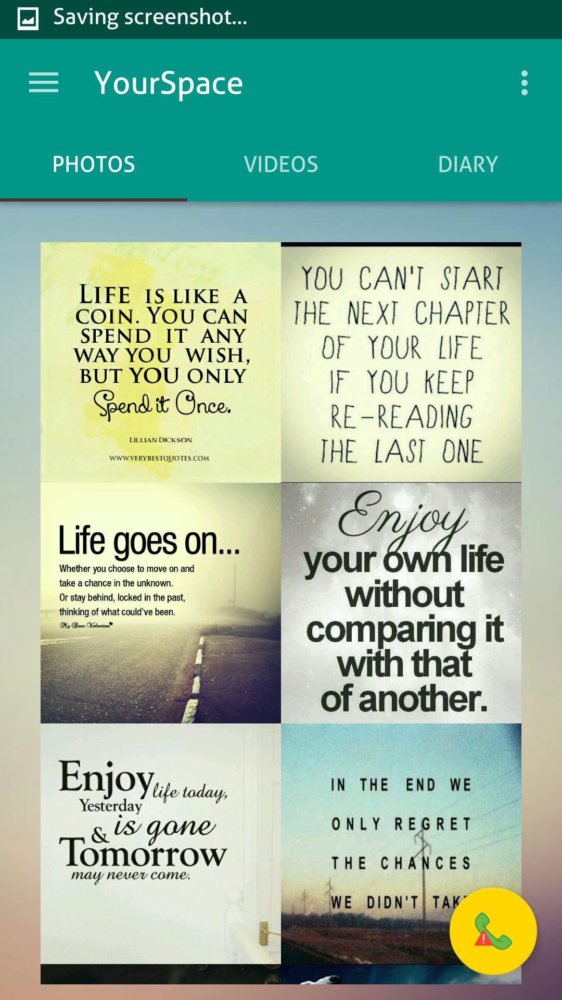 Saving screenshot...
YourSpace
PHOTOS
VIDEOS
DIARY
LIFE IS LIKE A
COIN. YOU CAN
SPEND IT ANY
WAY YOU WISH,
BUT YOU ONLY
Spend it Once.
LILLIAN DICKSON
WWW.VERYBESTQUOTES.COM
YOU CAN'T START
THE NEXT CHAPTER
OF YOUR LIFE
IF YOU KEEP
RE-READING
THE LAST ONE
Life goes on...
Whether you choose to move on and
take a chance in the unknown.
Or stay behind, locked in the past,
thinking of what could've been.
My Dear Valentine
Enjoy
your own life
without
comparing it
with that
of another.
Enjoy life today,
Yesterday
is gone
&
Tomorrow
may never come.
IN THE END WE
ONLY REGRET
THE CHANCES
WE DIDN'T TAK